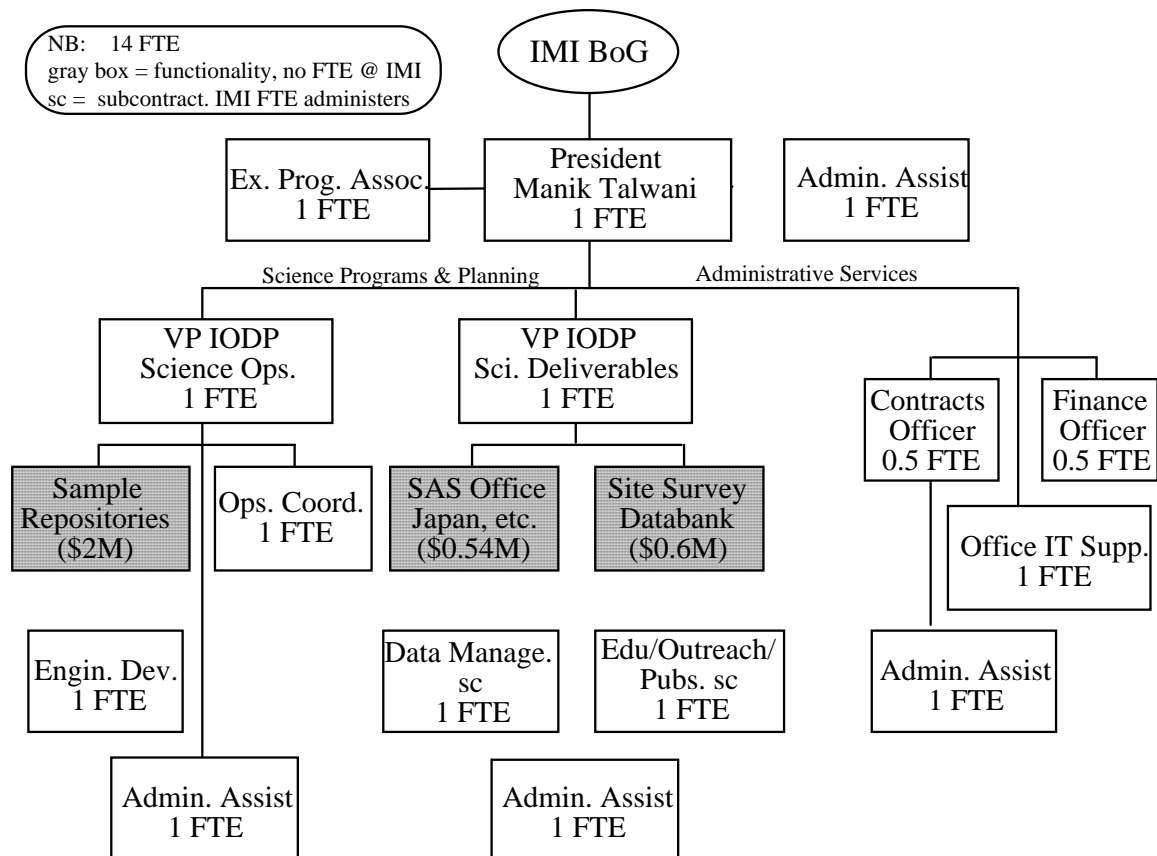 NB: 14 FTE
gray box = functionality, no FTE @ IMI
sc = subcontract. IMI FTE administers
IMI BoG
Ex. Prog. Assoc.
1 FTE
President
Manik Talwani
1 FTE
Admin. Assist
1 FTE
Science Programs & Planning
Administrative Services
VP IODP
Science Ops.
1 FTE
VP IODP
Sci. Deliverables
1 FTE
Contracts
Officer
0.5 FTE
Finance
Officer
0.5 FTE
Sample
Repositories
($2M)
Ops. Coord.
1 FTE
SAS Office
Japan, etc.
($0.54M)
Site Survey
Databank
($0.6M)
Office IT Supp.
1 FTE
Engin. Dev.
1 FTE
Data Manage.
sc
1 FTE
Edu/Outreach/
Pubs. sc
1 FTE
Admin. Assist
1 FTE
Admin. Assist
1 FTE
Admin. Assist
1 FTE